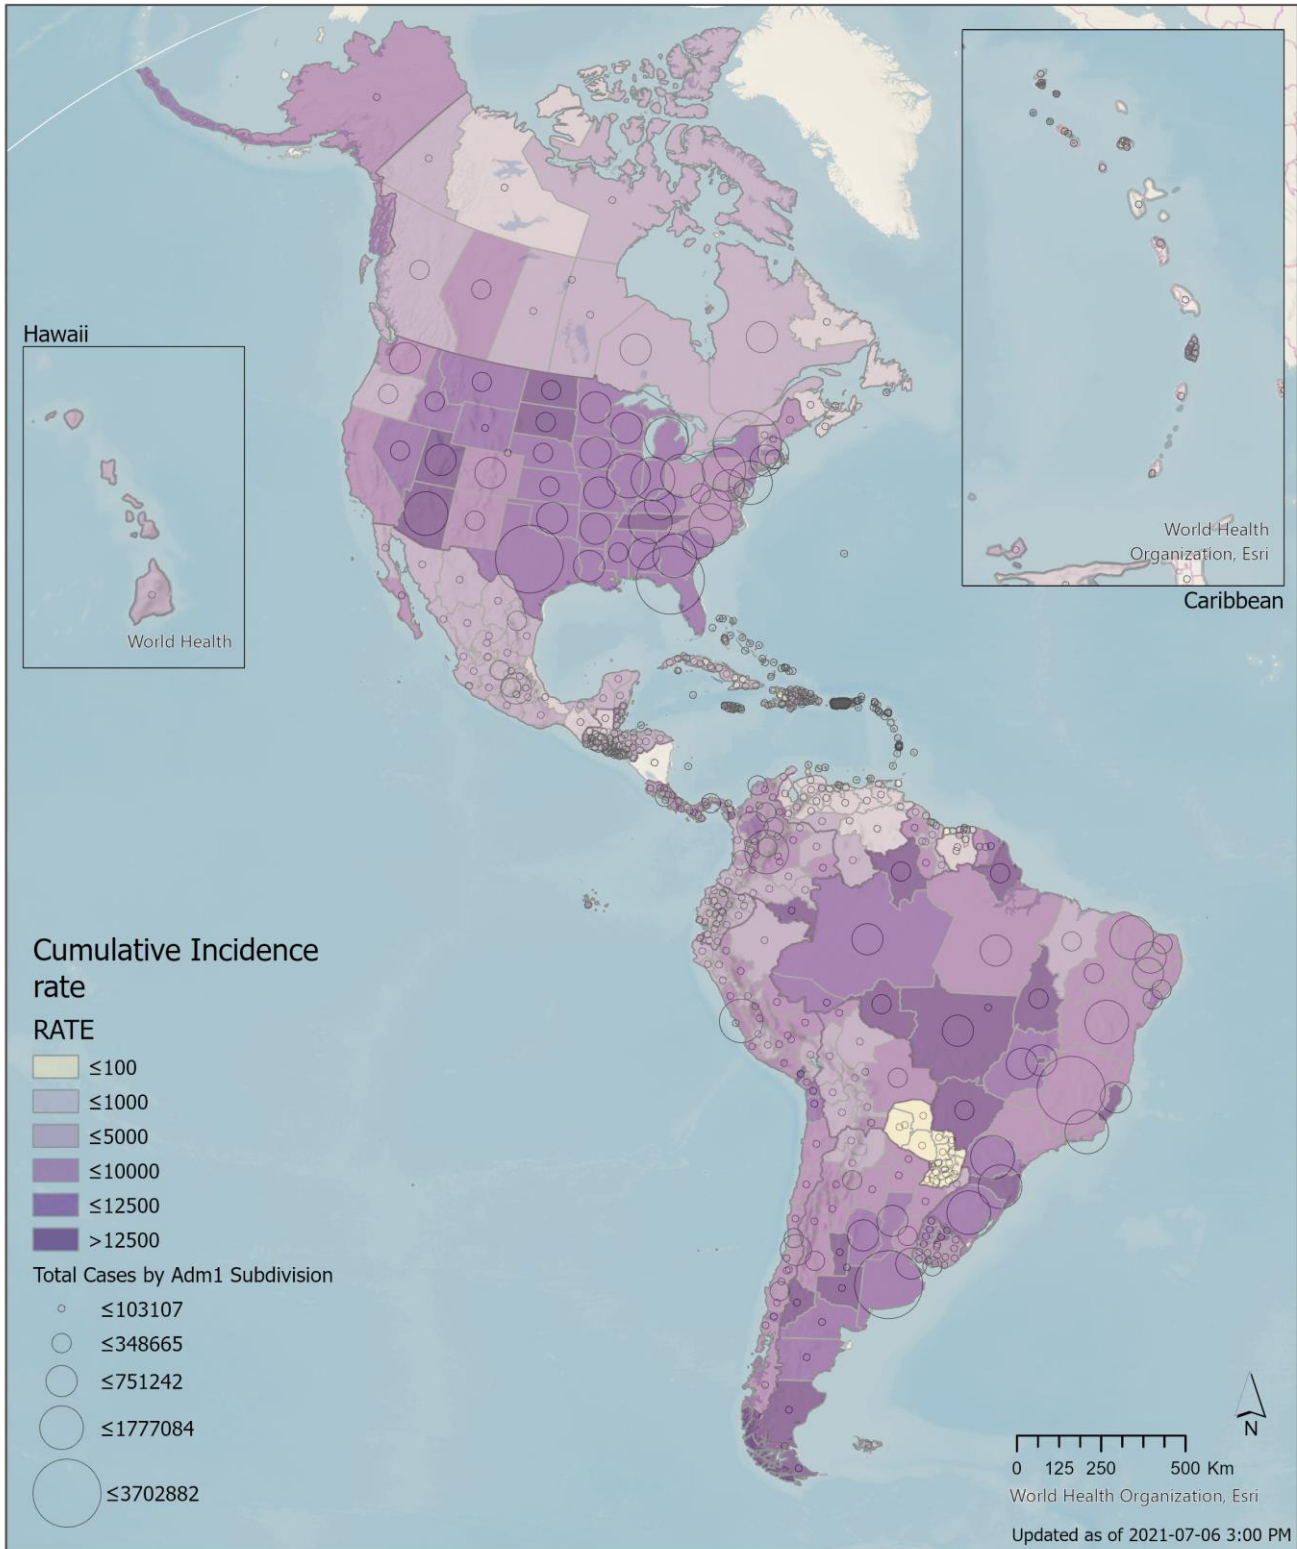 Hawaii
World Health
World Health
Organization, Esri
Caribbean
Cumulative Incidence
rate
RATE
≤100
≤1000
≤5000
≤10000
≤12500
>12500
Total Cases by Adm1 Subdivision
≤103107
≤348665
≤751242
≤1777084
≤3702882
N
0 125 250 500 Km
World Health Organization, Esri
Updated as of 2021-07-06 3:00 PM